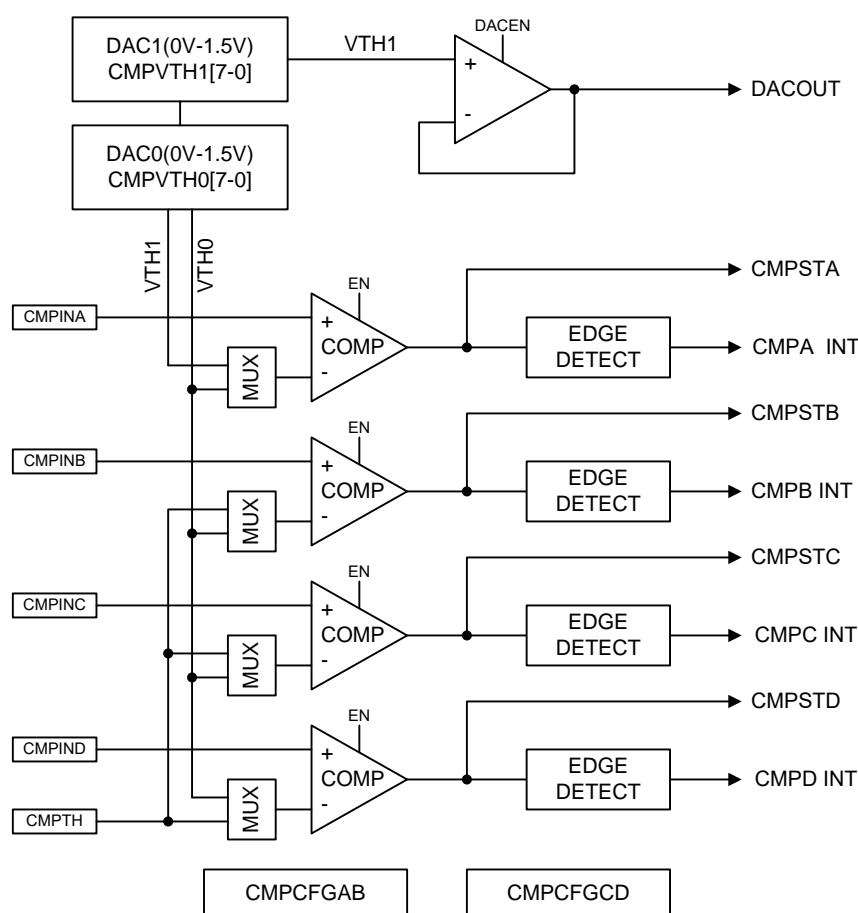 DACEN
DAC1(0V-1.5V)
CMPVTH1[7-0]
VTH1
+
-
DACOUT
DAC0(0V-1.5V)
CMPVTH0[7-0]
VTH1
VTH0
CMPSTA
EN
CMPINA
+
COMP
-
MUX
EDGE
DETECT
CMPA INT
CMPSTB
EN
CMPINB
+
COMP
-
MUX
EDGE
DETECT
CMPB INT
CMPSTC
EN
CMPINC
+
COMP
-
MUX
EDGE
DETECT
CMPC INT
CMPSTD
EN
CMPIND
+
COMP
-
MUX
EDGE
DETECT
CMPD INT
CMPTH
CMPCFGAB
CMPCFGCD